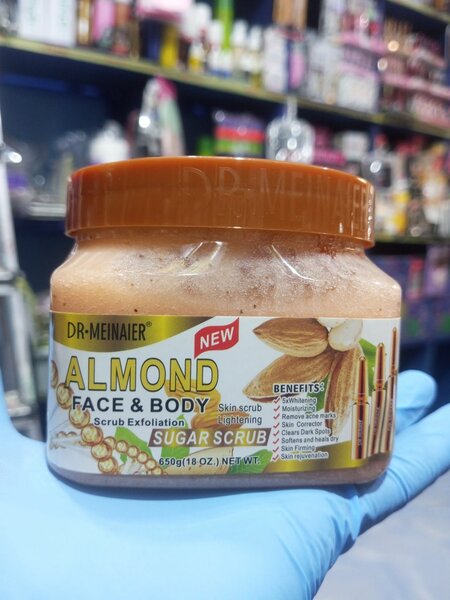 DR·MEINAIER
DR•MEINAIER®
NEW
ALMOND
FACE & BODY
Scrub Exfoliation
Skin scrub
Lightening
SUGAR SCRUB
650g(18 OZ.) NET WT.
BENEFITS:
5xWhitening
Moisturizing
Remove acne marks
Skin Corrector
Clears Dark Spots
Softens and heals dry
Skin Firming
Skin rejuvenation